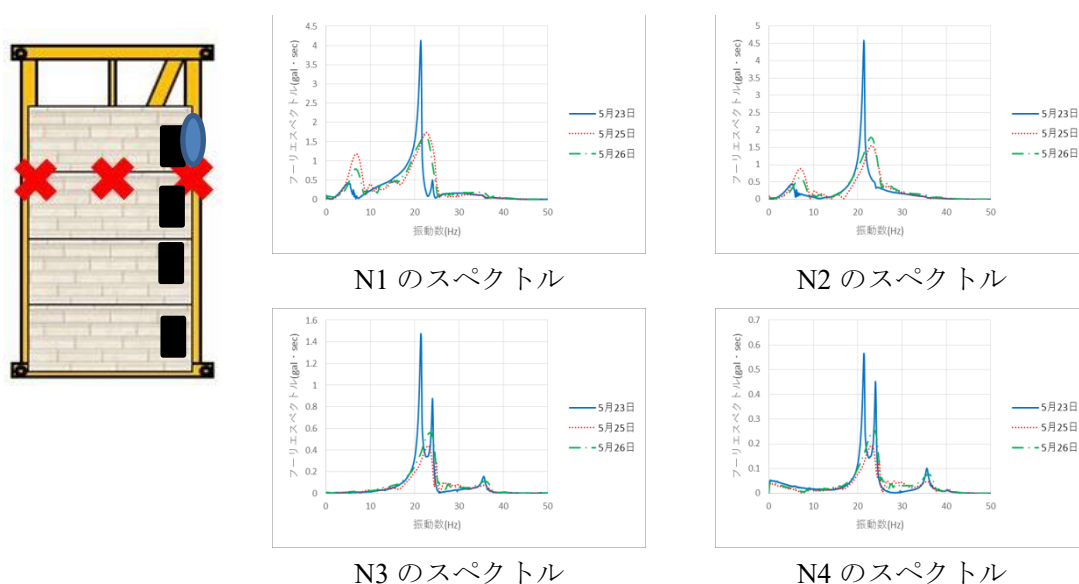 フーリエスペクトル(gal・sec)
4.5
4
3.5
3
2.5
2
1.5
1
0.5
0
0 10 20 30 40 50
振動数(Hz)
5月23日
5月25日
5月26日
N1 のスペクトル
フーリエスペクトル(gal・sec)
5
4.5
4
3.5
3
2.5
2
1.5
1
0.5
0
0 10 20 30 40 50
振動数(Hz)
5月23日
5月25日
5月26日
N2 のスペクトル
フーリエスペクトル(gal・sec)
1.6
1.4
1.2
1
0.8
0.6
0.4
0.2
0
0 10 20 30 40 50
振動数(Hz)
5月23日
5月25日
5月26日
N3 のスペクトル
フーリエスペクトル(gal・sec)
0.7
0.6
0.5
0.4
0.3
0.2
0.1
0
0 10 20 30 40 50
振動数(Hz)
5月23日
5月25日
5月26日
N4 のスペクトル